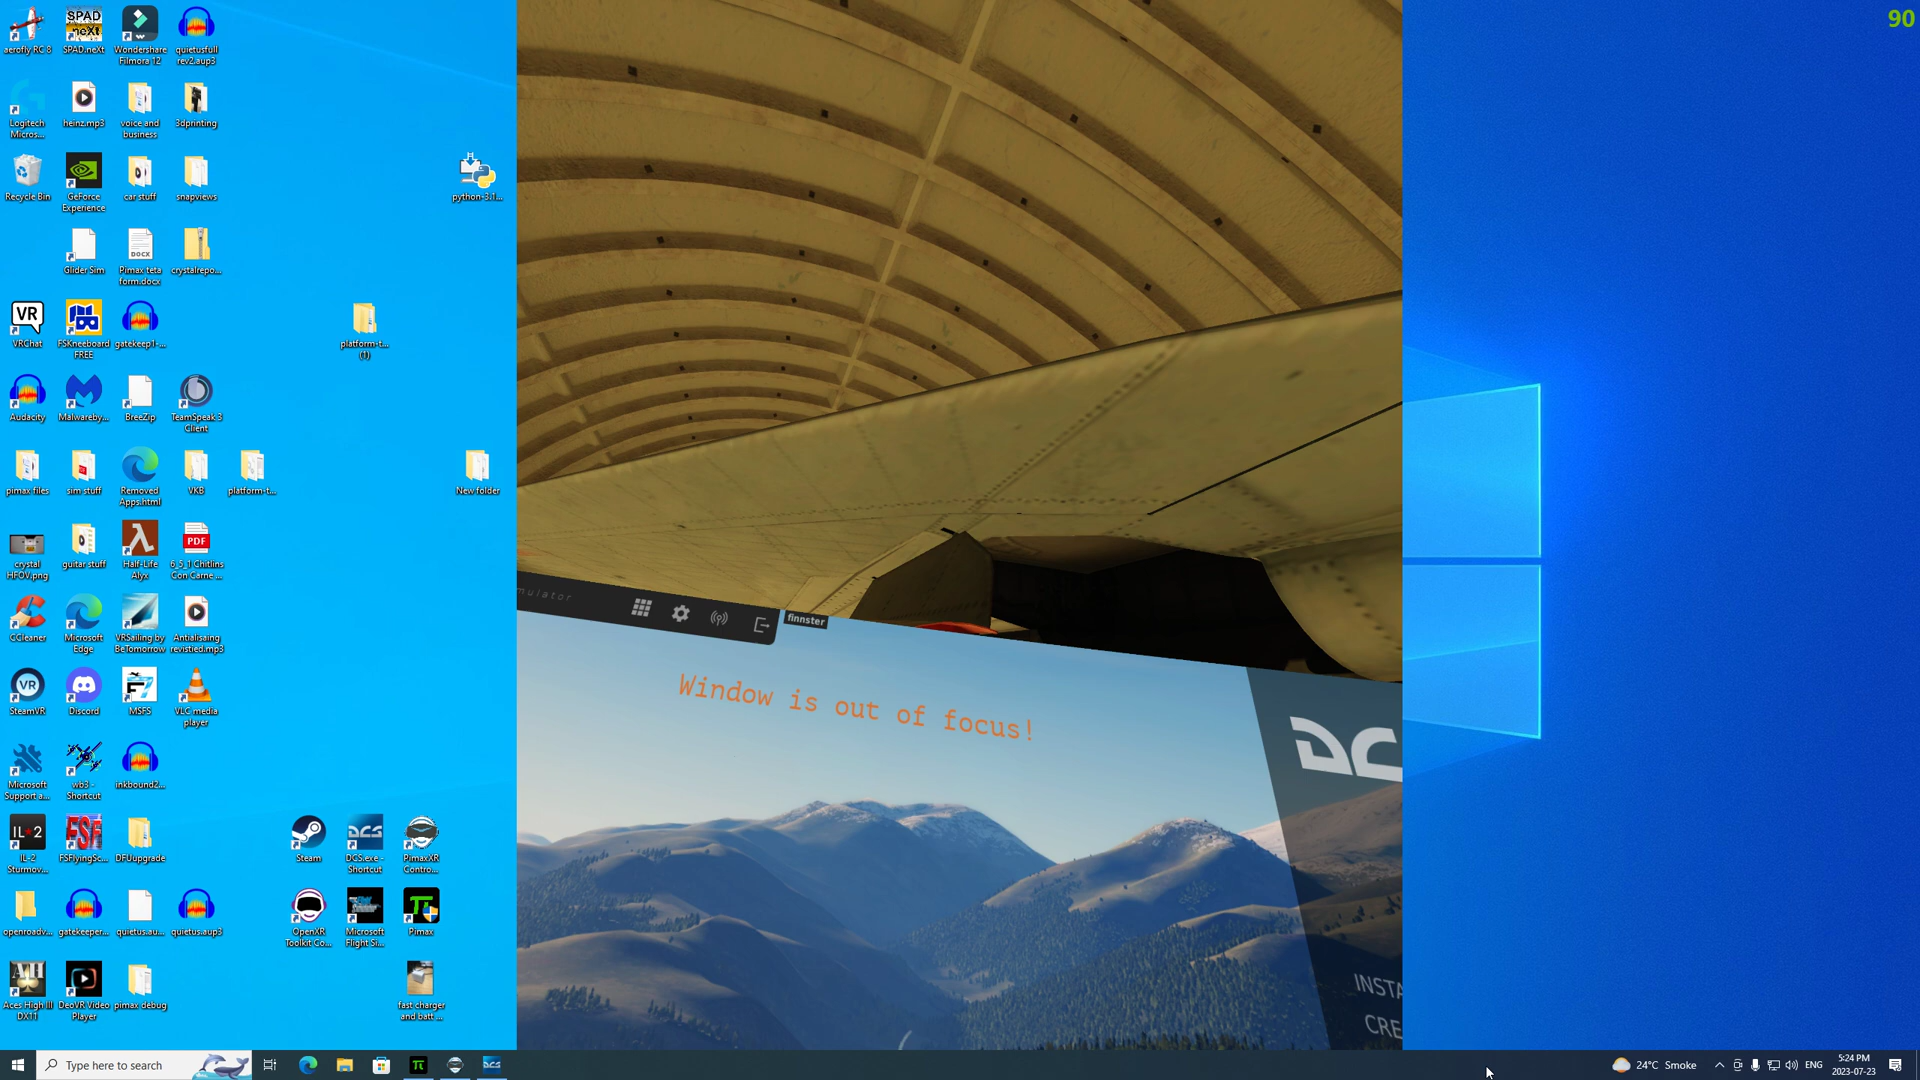 90
aerofly RC 8
SPAD.neXt
Wondershare Filmora 12
quietusfull rev2.aup3
Logitech Micros...
heinz.mp3
voice and business
3dprinting
Recycle Bin
GeForce Experience
car stuff
snapviews
python-3.1...
Glider Sim
Pimax teta form.docx
crystalrepo...
VRChat
FSKneeboard FREE
gatekeep1-...
platform-t... (1)
Audacity
Malwareby...
BreeZip
TeamSpeak 3 Client
pimax files
sim stuff
Removed Apps.html
VKB
platform-t...
New folder
crystal HFOV.png
guitar stuff
Half-Life Alyx
6_5_1 Chitlins Con Carne ...
CCleaner
Microsoft Edge
VRSailing by BeTomorrow
Antialisaing revistied.mp3
SteamVR
Discord
MSFS
VLC media player
Microsoft Support a...
wb3 - Shortcut
inkbound2...
IL-2 Sturmov...
FSFlyingSc...
DFUupgrade
Steam
DCS.exe - Shortcut
PimaxXR Contro...
openroadv...
gatekeeper...
quietus.au...
quietus.aup3
OpenXR Toolkit Co...
Microsoft Flight Si...
Pimax
Aces High III DX11
DeoVR Video Player
pimax debug
fast charger and batt ...
mulator
finnster
Window is out of focus!
DC
INSTA
CRE
Type here to search
24°C Smoke
ENG
5:24 PM
2023-07-23